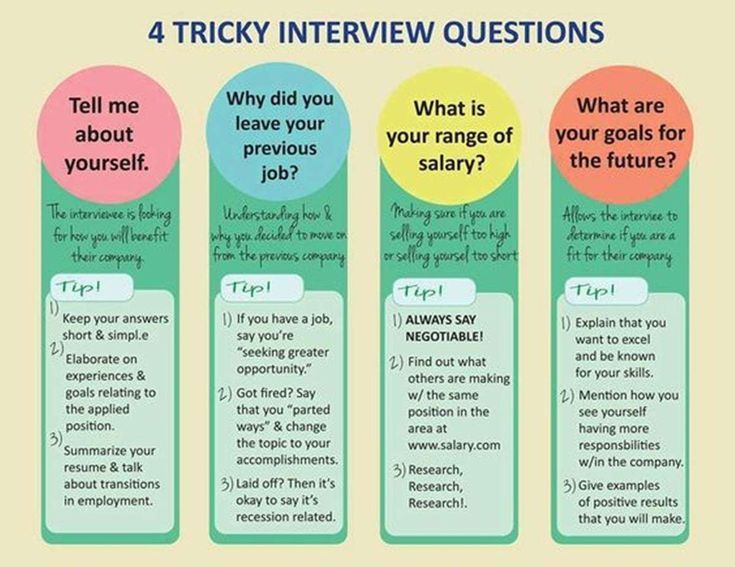 4 TRICKY INTERVIEW QUESTIONS
Tell me
about
yourself.
The interviewee is looking
for how you will benefit
their company.
Tip!
1)
Keep your answers
short & simpl.e
2)
Elaborate on
experiences &
goals relating to
the applied
position.
3)
Summarize your
resume & talk
about transitions
in employment.
Why did you
leave your
previous
job?
Understanding how &
why you decided to move on
from the previous company
Tip!
1) If you have a job,
say you're
"seeking greater
opportunity."
2) Got fired? Say
that you "parted
ways" & change
the topic to your
accomplishments.
3) Laid off? Then it's
okay to say it's
recession related.
What is
your range of
salary?
Making sure if you are
selling yourself too high
or selling yoursel too short
Tip!
1) ALWAYS SAY
NEGOTIABLE!
2) Find out what
others are making
w/ the same
position in the
area at
www.salary.com
3) Research,
Research,
Research!.
What are
your goals for
the future?
Allows the interviee to
determine if you are a
fit for their company
Tip!
1) Explain that you
want to excel
and be known
for your skills.
2) Mention how you
see yourself
having more
responsbilities
w/in the company.
3) Give examples
of positive results
that you will make.